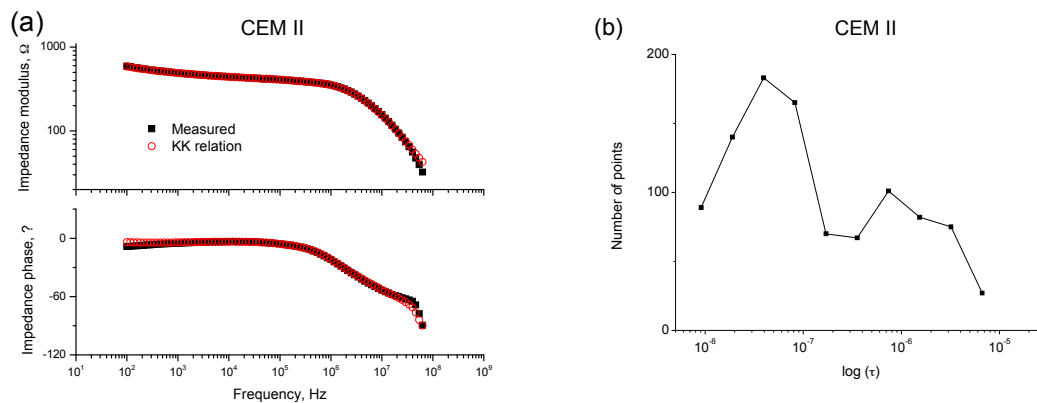 (a)
CEM II
Impedance modulus, Ω
1000
100
Measured
KK relation
Impedance phase, ?
0
-60
-120
10¹ 10² 10³ 10⁴ 10⁵ 10⁶ 10⁷ 10⁸ 10⁹
Frequency, Hz
(b)
CEM II
Number of points
200
100
0
10⁻⁸ 10⁻⁷ 10⁻⁶ 10⁻⁵
log (τ)